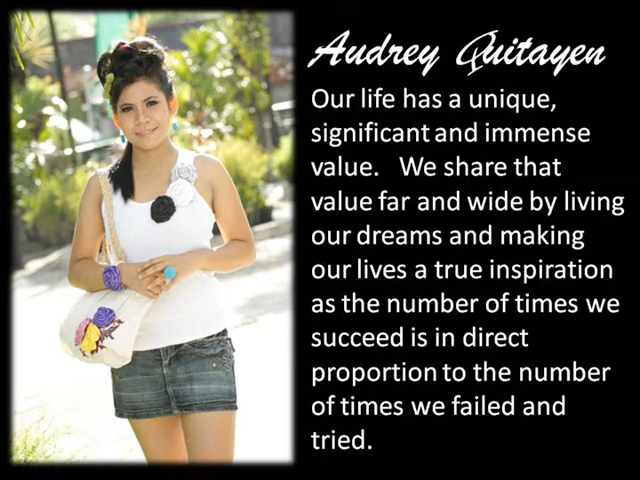 Audrey Quitayen
Our life has a unique,
significant and immense
value. We share that
value far and wide by living
our dreams and making
our lives a true inspiration
as the number of times we
succeed is in direct
proportion to the number
of times we failed and
tried.